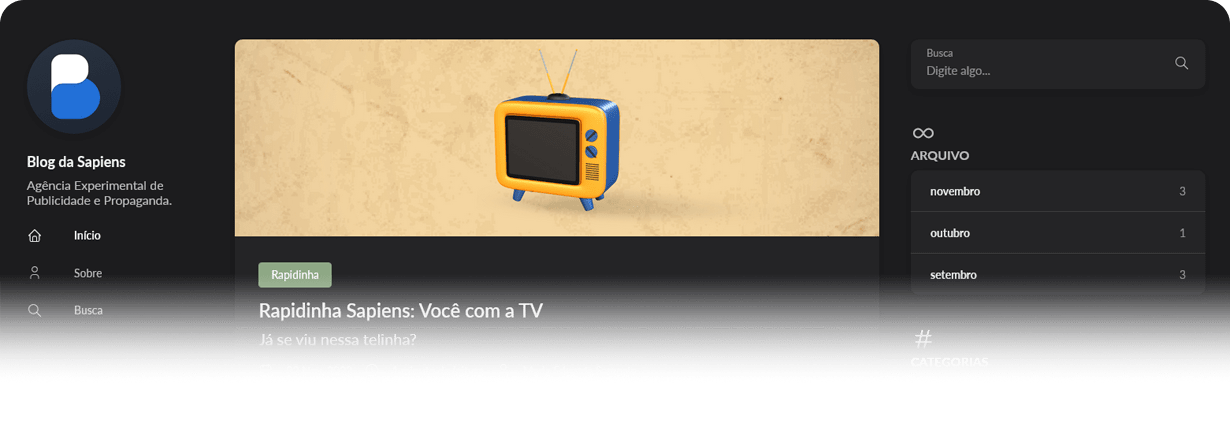 Blog da Sapiens
Agência Experimental de
Publicidade e Propaganda.
Início
Sobre
Busca
Rapidinha
Rapidinha Sapiens: Você com a TV
Já se viu nessa telinha?
Busca
Digite algo...
ARQUIVO
novembro 3
outubro 1
setembro 3
#
CATEGORIAS